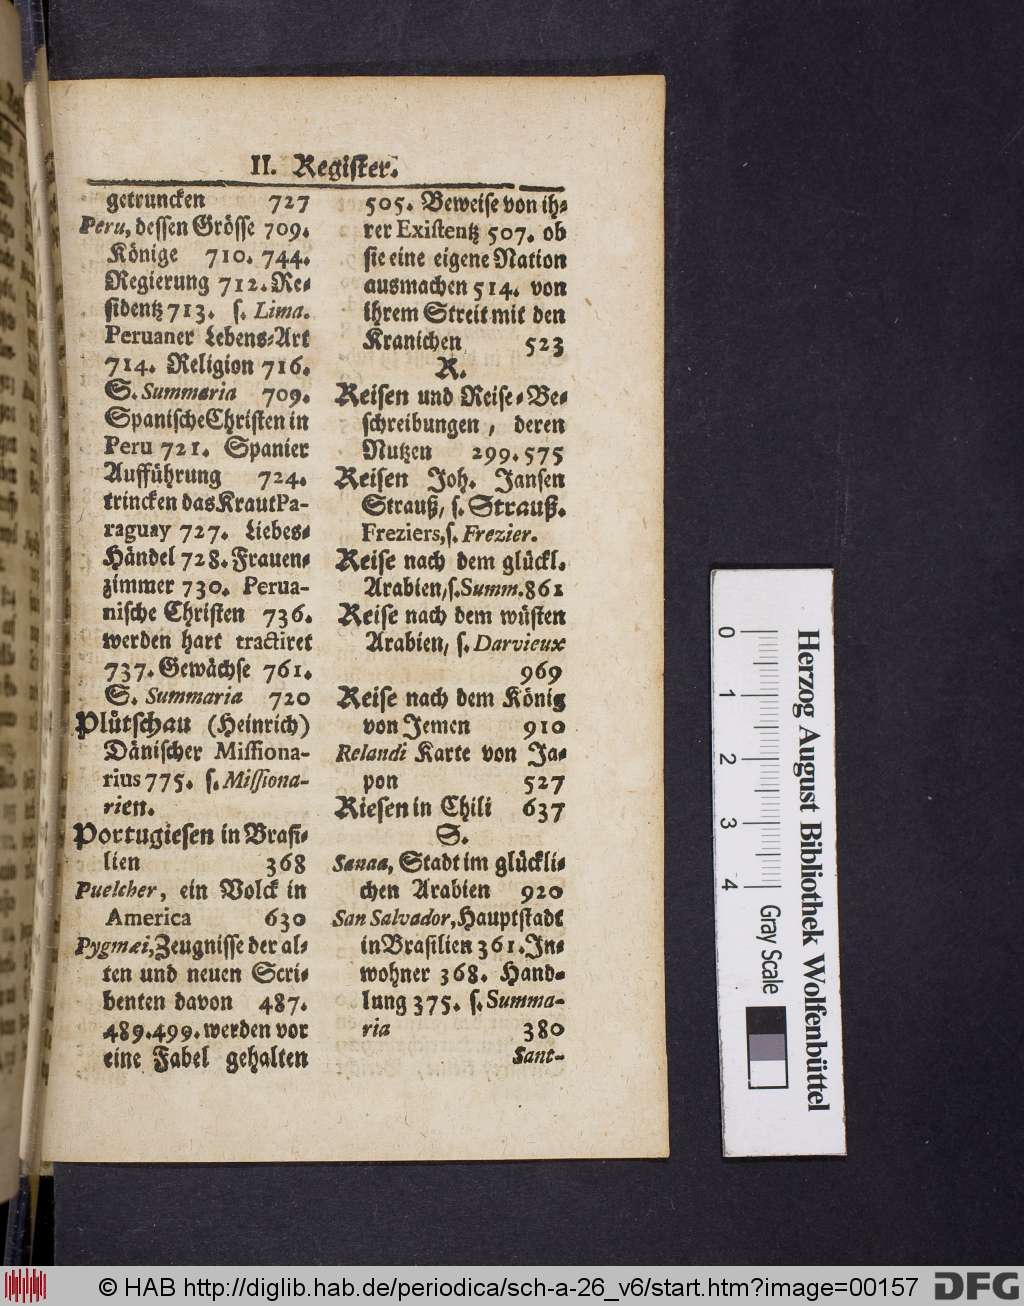 II. Register.
getruncken 727
Peru, dessen Grösse 709.
Könige 710. 744.
Regierung 712. Re-
sidentz 713. s. Lima.
Peruaner Lebens-Art
714. Religion 716.
S. Summaria 709.
Spanische Christen in
Peru 721. Spanier
Aufführung 724.
trincken das Kraut Pa-
raguay 727. Liebes-
Händel 728. Frauen-
zimmer 730. Perua-
nische Christen 736.
werden hart tractiret
737. Gewächse 761.
S. Summaria 720
Plütschau (Heinrich)
Dänischer Missiona-
rius 775. s. Missiona-
rien.
Portugiesen in Brasi-
lien 368
Puelcher, ein Volck in
America 630
Pygmæi, Zeugnisse der al-
ten und neuen Scri-
benten davon 487.
489. 499. werden vor
eine Fabel gehalten
505. Beweise von ih-
rer Existentz 507. ob
sie eine eigene Nation
ausmachen 514. von
ihrem Streit mit den
Kranichen 523
R.
Reisen und Reise-Be-
schreibungen, deren
Nutzen 299. 575
Reisen Joh. Jansen
Strauß, s. Strauß.
Freziers, s. Frezier.
Reise nach dem glückl.
Arabien, s. Summ. 861
Reise nach dem wüsten
Arabien, s. Darvieux
969
Reise nach dem König
von Jemen 910
Relandi Karte von Ja-
pon 527
Riesen in Chili 637
S.
Sanaa, Stadt im glückli-
chen Arabien 920
San Salvador, Hauptstadt
in Brasilien 361. In-
wohner 368. Hand-
lung 375. s. Summa-
ria 380
Sant-
0 1 2 3 4
Gray Scale
Herzog August Bibliothek Wolfenbüttel
© HAB http://diglib.hab.de/periodica/sch-a-26_v6/start.htm?image=00157
DFG